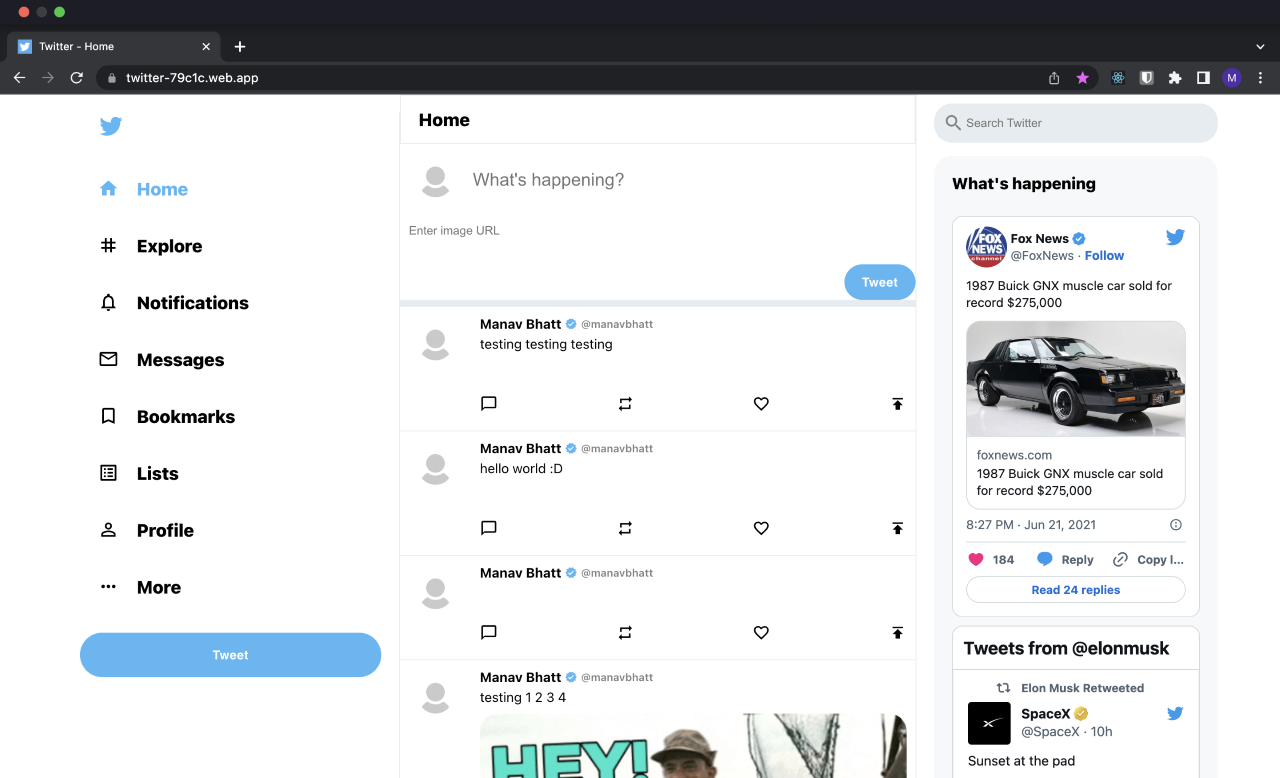 Twitter - Home
twitter-79c1c.web.app
M
Home
Explore
Notifications
Messages
Bookmarks
Lists
Profile
More
Tweet
Home
What's happening?
Enter image URL
Tweet
Manav Bhatt @manavbhatt
testing testing testing
Manav Bhatt @manavbhatt
hello world :D
Manav Bhatt @manavbhatt
Manav Bhatt @manavbhatt
testing 1 2 3 4
HEY!
Search Twitter
What's happening
FOX
NEWS
channel
Fox News
@FoxNews · Follow
1987 Buick GNX muscle car sold for
record $275,000
foxnews.com
1987 Buick GNX muscle car sold
for record $275,000
8:27 PM · Jun 21, 2021
184 Reply Copy l...
Read 24 replies
Tweets from @elonmusk
Elon Musk Retweeted
SpaceX
@SpaceX · 10h
Sunset at the pad